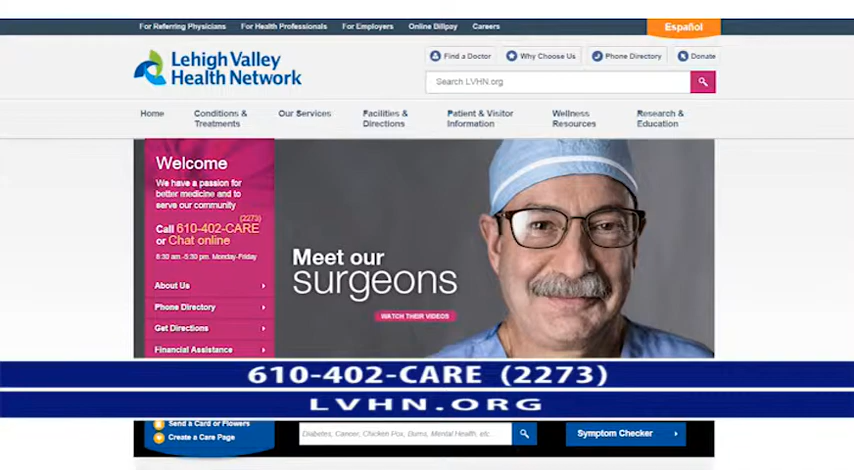 For Referring Physicians
For Health Professionals
For Employers
Online Billpay
Careers
Español
Lehigh Valley
Health Network
Find a Doctor
Why Choose Us
Phone Directory
Donate
Search LVHN.org
Home
Conditions &
Treatments
Our Services
Facilities &
Directions
Patient & Visitor
Information
Wellness
Resources
Research &
Education
Welcome
We have a passion for
better medicine and to
serve our community
(2273)
Call 610-402-CARE
or Chat online
8:30 am -5:30 pm Monday-Friday
About Us
Phone Directory
Get Directions
Financial Assistance
Meet our
surgeons
WATCH THEIR VIDEOS
610-402-CARE (2273)
LVHN.ORG
Send a Card or Flowers
Create a Care Page
Diabetes, Cancer, Chicken Pox, Burns, Mental Health, etc...
Symptom Checker